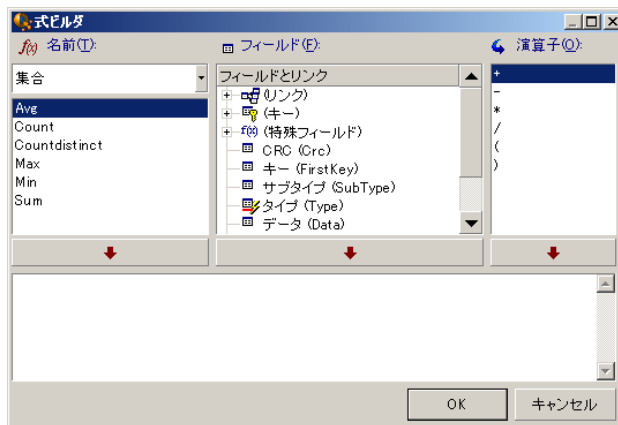 式ビルダ
f(x) 名前(T):
フィールド(F):
演算子(O):
集合
Avg
Count
Countdistinct
Max
Min
Sum
フィールドとリンク
(リンク)
(キー)
f(x) (特殊フィールド)
CRC (Crc)
キー (FirstKey)
サブタイプ (SubType)
タイプ (Type)
データ (Data)
+
-
*
/
(
)
OK
キャンセル